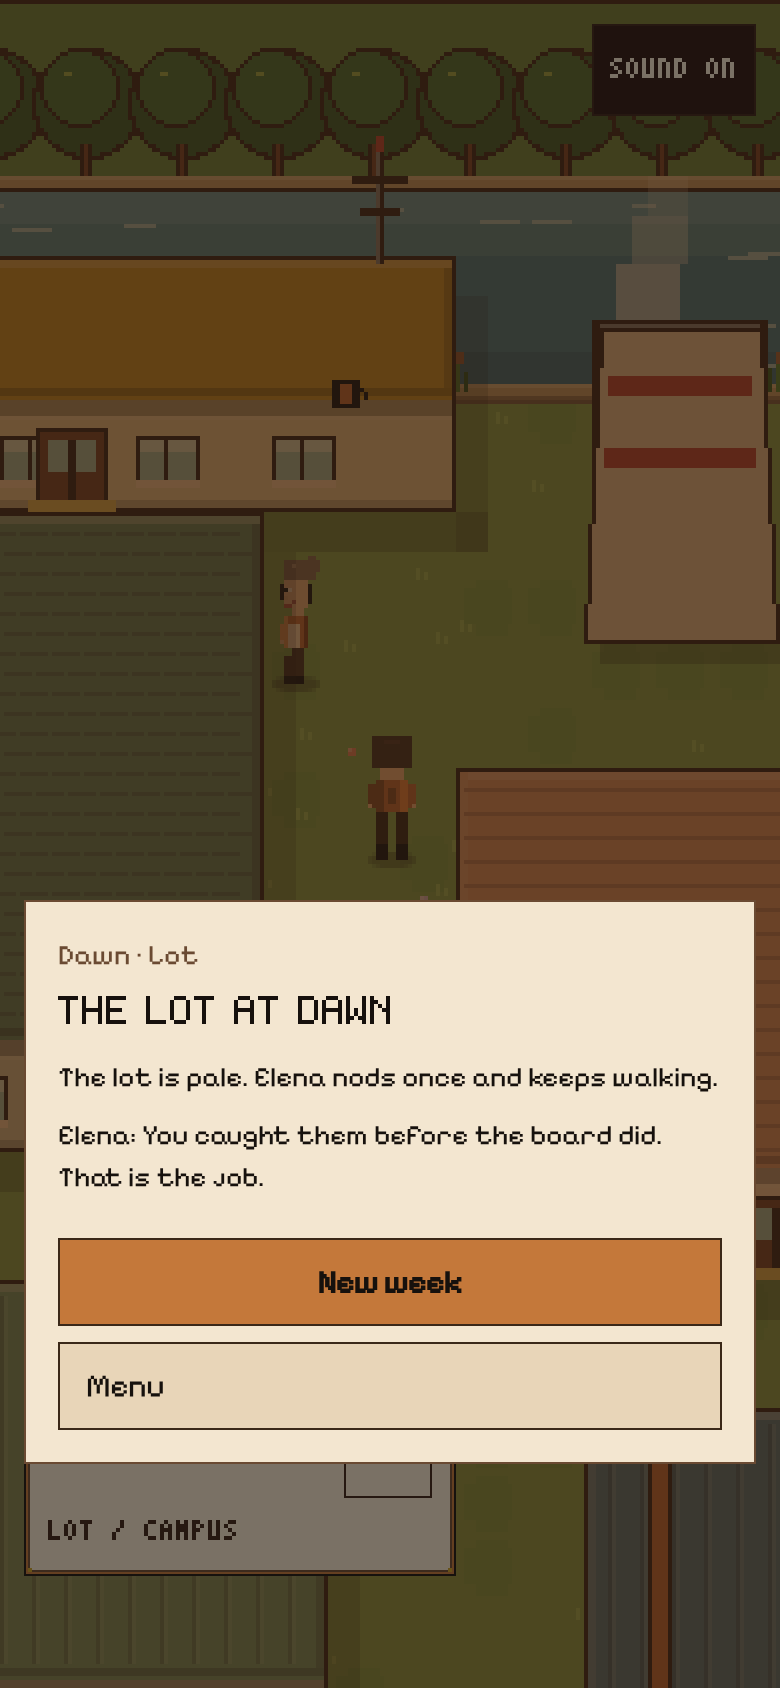 SOUND ON
Dawn · Lot
THE LOT AT DAWN
The lot is pale. Elena nods once and keeps walking.
Elena: You caught them before the board did.
That is the job.
New week
Menu
LOT / CAMPUS